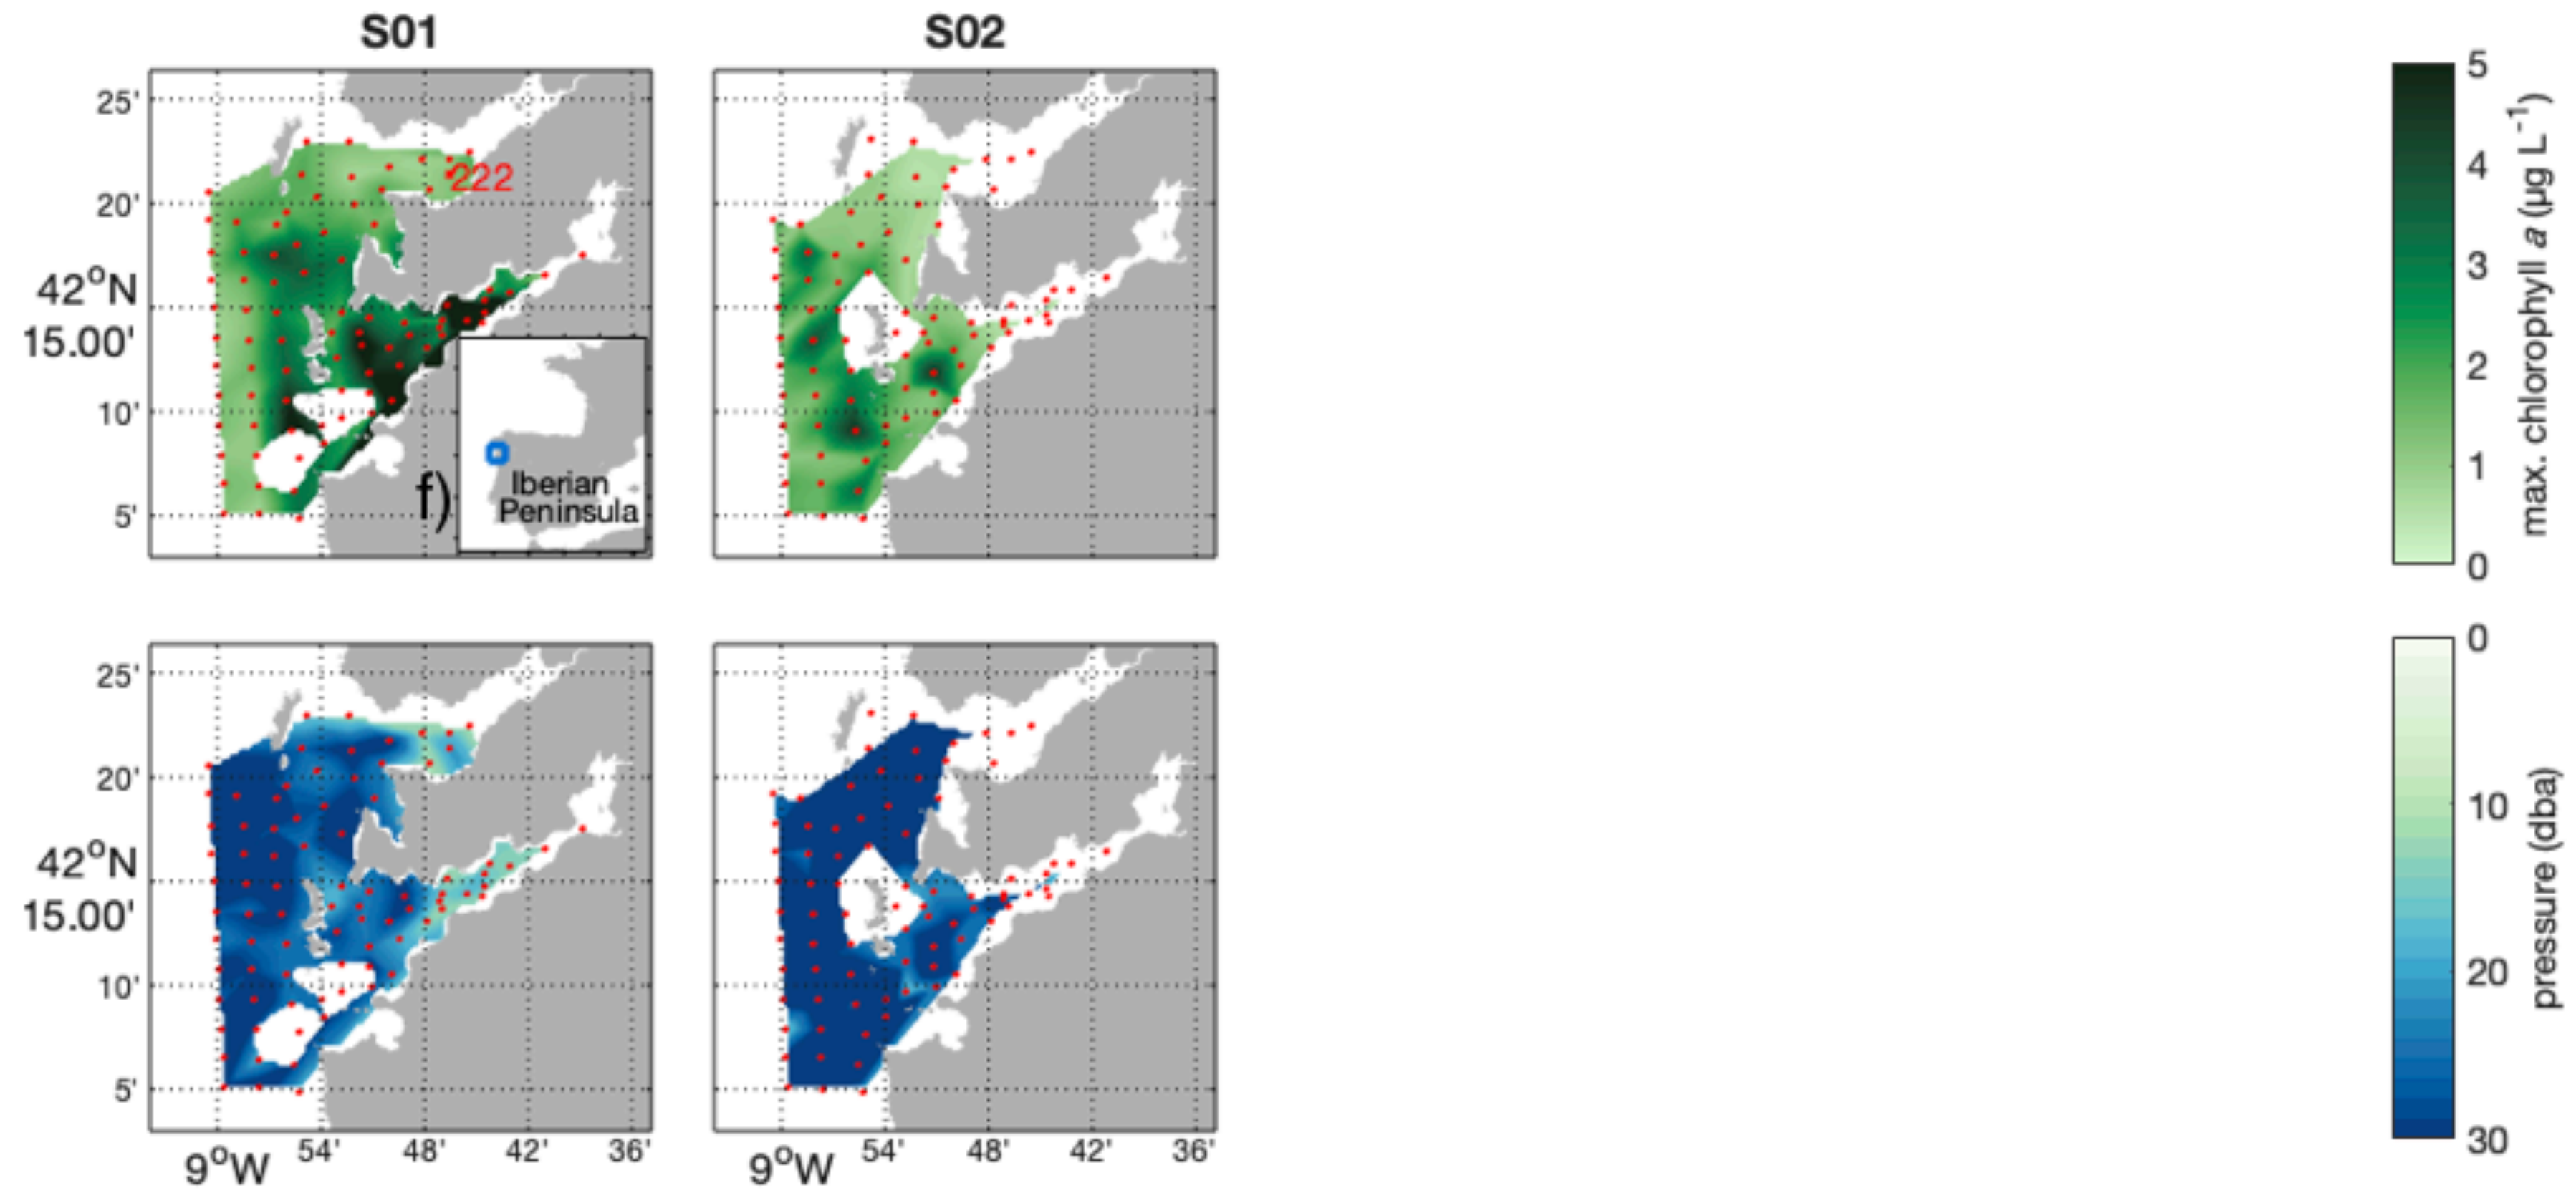 S01
S02
25'
20'
42°N
15.00'
10'
5'
222
f)
Iberian
Peninsula
5
4
3
2
1
0
max. chlorophyll a (µg L⁻¹)
25'
20'
42°N
15.00'
10'
5'
9°W
54'
48'
42'
36'
9°W
54'
48'
42'
36'
0
10
20
30
pressure (dba)